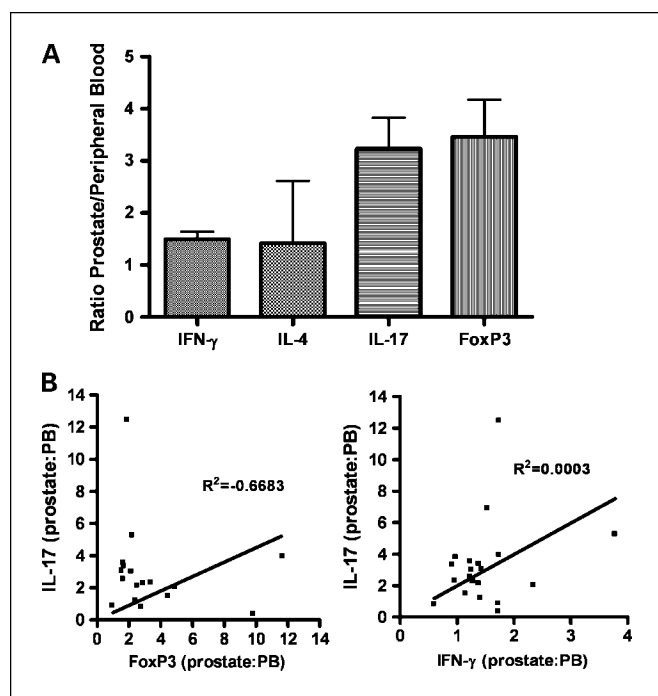 A
Ratio Prostate/Peripheral Blood
5
4
3
2
1
0
IFN-γ IL-4 IL-17 FoxP3
B
IL-17 (prostate:PB)
14
12
10
8
6
4
2
0
R²=-0.6683
0 2 4 6 8 10 12 14
FoxP3 (prostate:PB)
IL-17 (prostate:PB)
14
12
10
8
6
4
2
0
R²=0.0003
0 1 2 3 4
IFN-γ (prostate:PB)